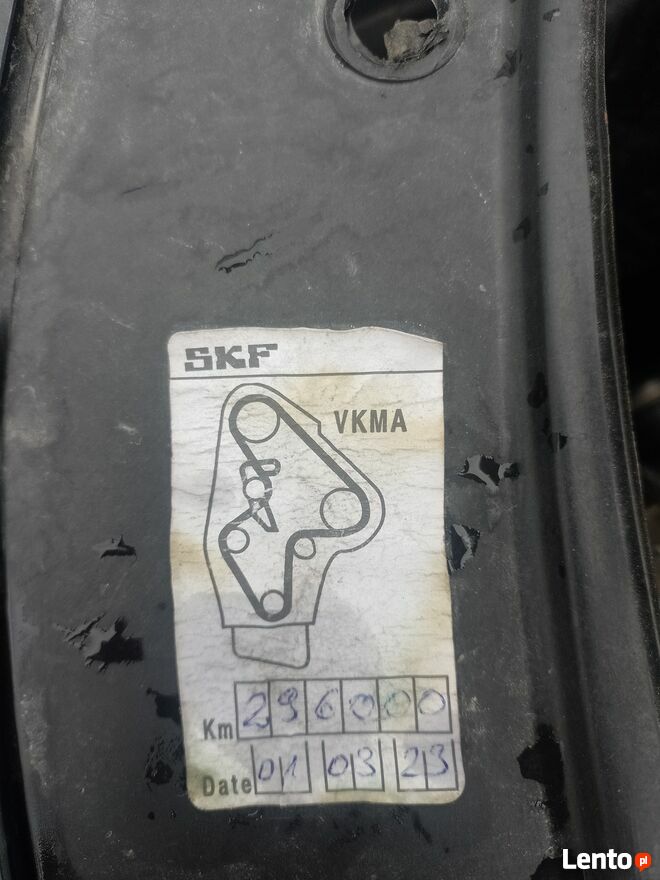 SKF
VKMA
Km 296000
Date 01 03 23
Lento.pl